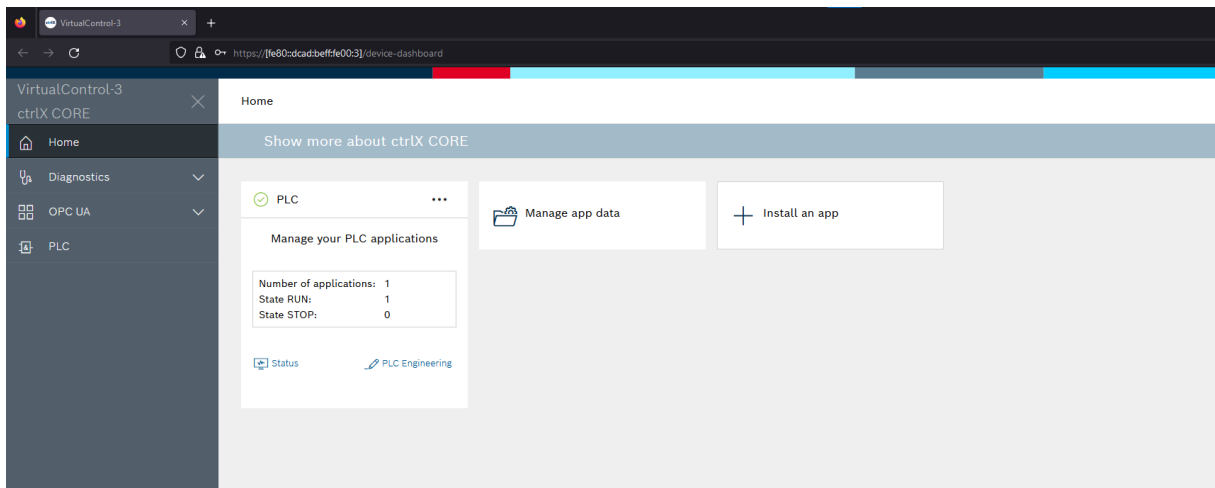 VirtualControl-3
https://[fe80::dcad:beff:fe00:3]/device-dashboard
VirtualControl-3
ctrlX CORE
Home
Diagnostics
OPC UA
PLC
Home
Show more about ctrlX CORE
PLC
Manage your PLC applications
Number of applications: 1
State RUN: 1
State STOP: 0
Status
PLC Engineering
Manage app data
Install an app